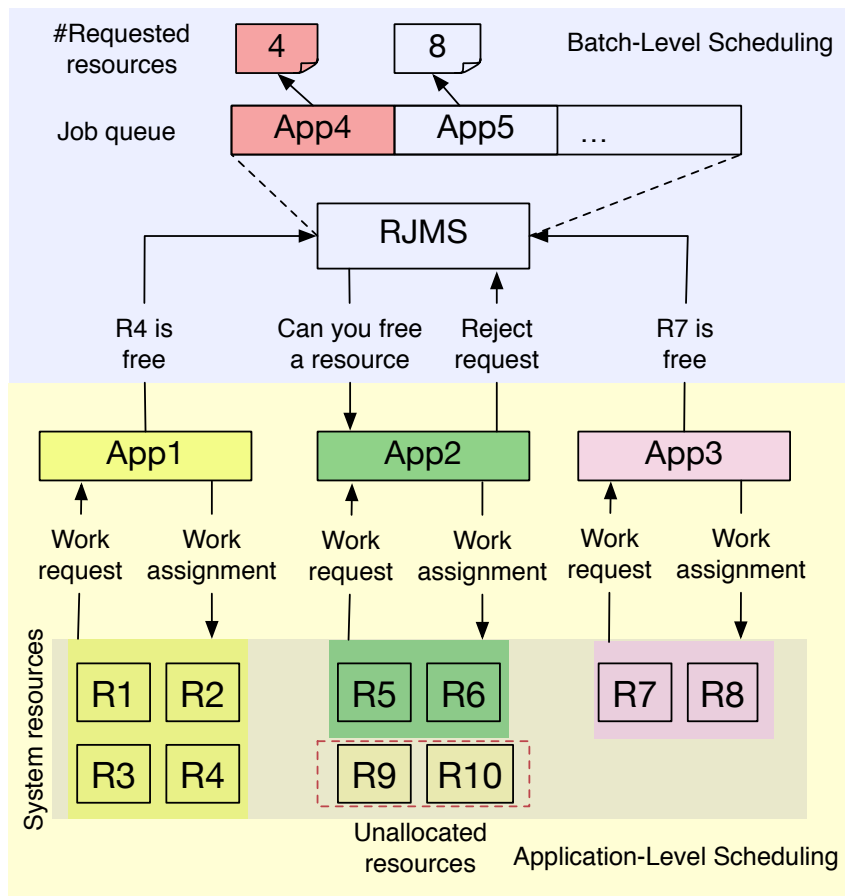 #Requested
resources
4
8
Batch-Level Scheduling
Job queue
App4
App5
...
RJMS
R4 is
free
Can you free
a resource
Reject
request
R7 is
free
App1
App2
App3
Work
request
Work
assignment
Work
request
Work
assignment
Work
request
Work
assignment
System resources
R1
R2
R5
R6
R7
R8
R3
R4
R9
R10
Unallocated
resources
Application-Level Scheduling